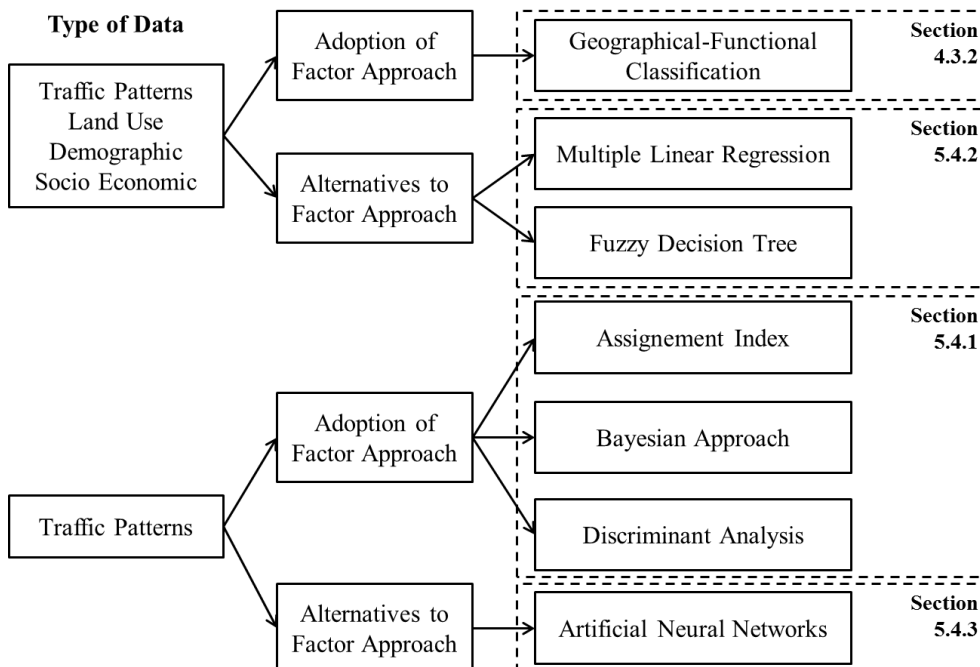 Type of Data
Traffic Patterns
Land Use
Demographic
Socio Economic
Adoption of
Factor Approach
Geographical-Functional
Classification
Section
4.3.2
Alternatives to
Factor Approach
Multiple Linear Regression
Fuzzy Decision Tree
Section
5.4.2
Traffic Patterns
Adoption of
Factor Approach
Assignement Index
Bayesian Approach
Discriminant Analysis
Section
5.4.1
Alternatives to
Factor Approach
Artificial Neural Networks
Section
5.4.3